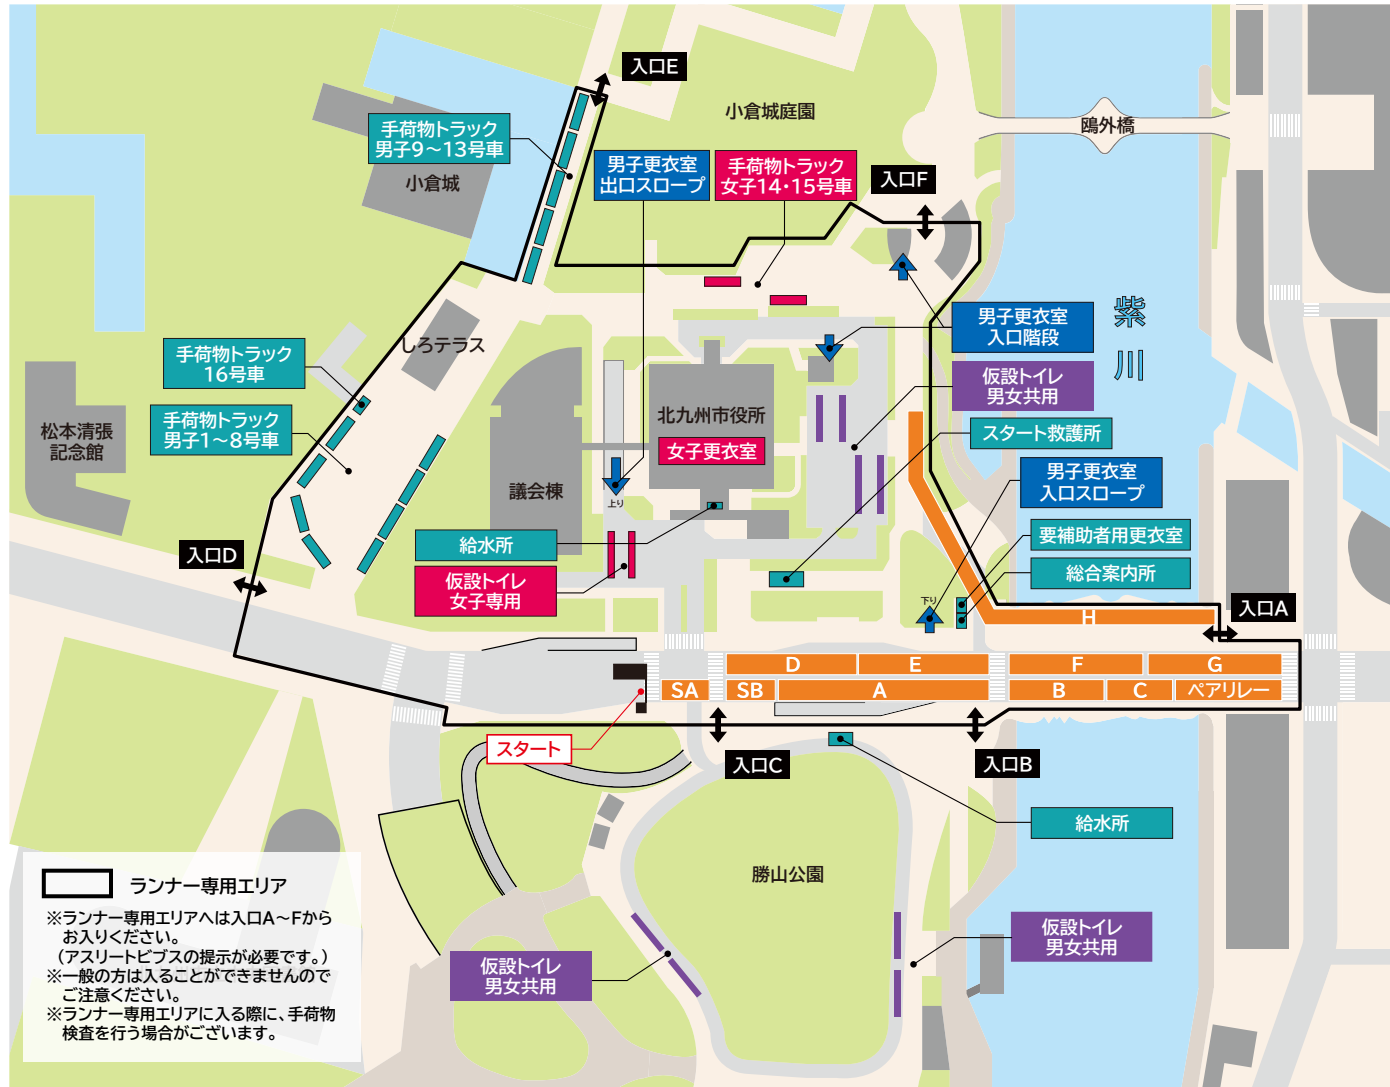 入口E
小倉城庭園
鴎外橋
手荷物トラック
男子9～13号車
小倉城
男子更衣室
出口スロープ
手荷物トラック
女子14・15号車
入口F
紫川
男子更衣室
入口階段
しろテラス
手荷物トラック
16号車
仮設トイレ
男女共用
北九州市役所
女子更衣室
手荷物トラック
男子1～8号車
松本清張
記念館
スタート救護所
男子更衣室
入口スロープ
議会棟
上り
要補助者用更衣室
給水所
入口D
総合案内所
仮設トイレ
女子専用
下り
入口A
H
D
E
F
G
SA
SB
A
B
C
ペアリレー
スタート
入口C
入口B
給水所
勝山公園
ランナー専用エリア
※ランナー専用エリアへは入口A～Fから
お入りください。
（アスリートビブスの提示が必要です。）
※一般の方は入ることができませんので
ご注意ください。
※ランナー専用エリアに入る際に、手荷物
検査を行う場合がございます。
仮設トイレ
男女共用
仮設トイレ
男女共用